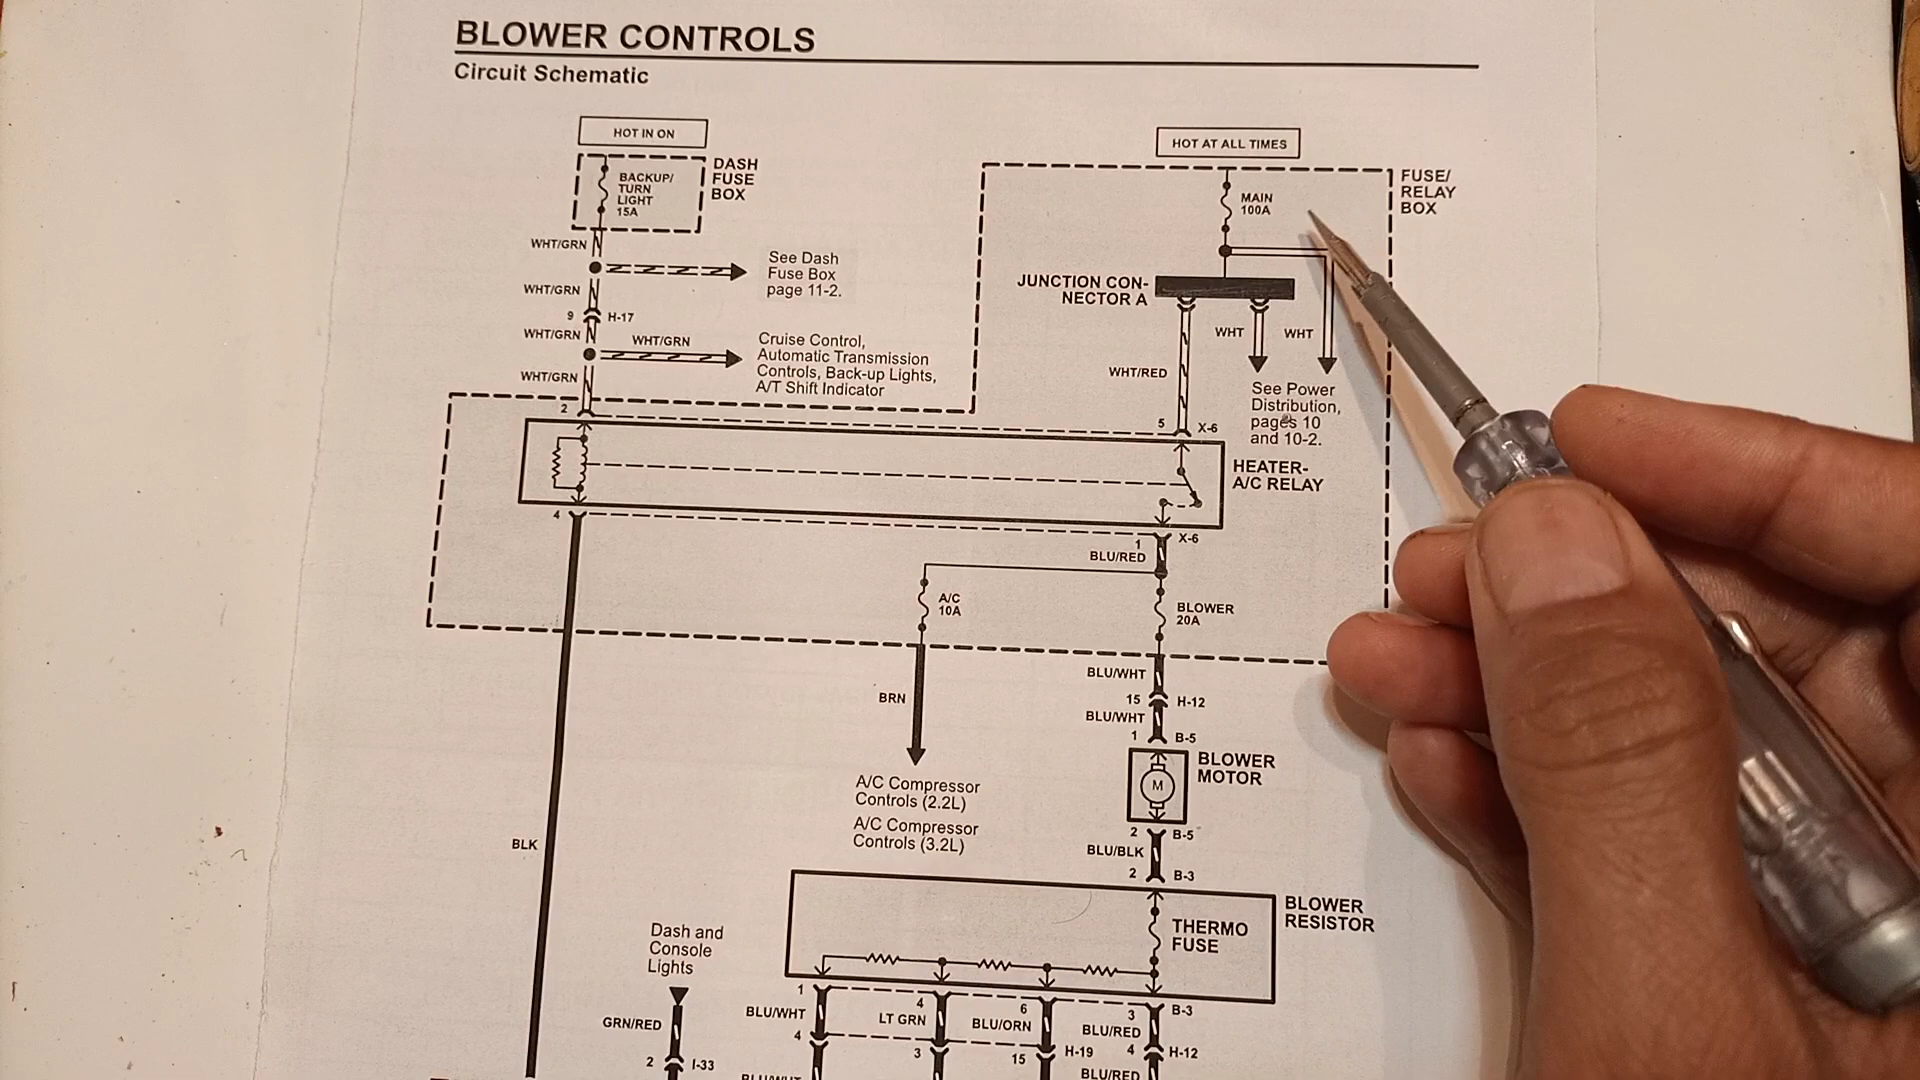 BLOWER CONTROLS
Circuit Schematic
HOT IN ON
HOT AT ALL TIMES
BACKUP/
TURN
LIGHT
15A
DASH
FUSE
BOX
MAIN
100A
FUSE/
RELAY
BOX
WHT/GRN
See Dash
Fuse Box
page 11-2.
WHT/GRN
9
H-17
WHT/GRN
WHT/GRN
Cruise Control,
Automatic Transmission
Controls, Back-up Lights,
A/T Shift Indicator
WHT/GRN
2
JUNCTION CON-
NECTOR A
WHT
WHT
WHT/RED
See Power
Distribution,
pages 10
and 10-2.
5
X-6
HEATER-
A/C RELAY
4
1
X-6
BLU/RED
A/C
10A
BLOWER
20A
BLU/WHT
15
H-12
BRN
BLU/WHT
1
B-5
BLOWER
MOTOR
M
A/C Compressor
Controls (2.2L)
A/C Compressor
Controls (3.2L)
2
B-5
BLK
BLU/BLK
2
B-3
BLOWER
RESISTOR
THERMO
FUSE
Dash and
Console
Lights
1
4
6
3
B-3
GRN/RED
BLU/WHT
LT GRN
BLU/ORN
BLU/RED
2
I-33
4
3
15
H-19
4
H-12
BLU/WHT
BLU/RED